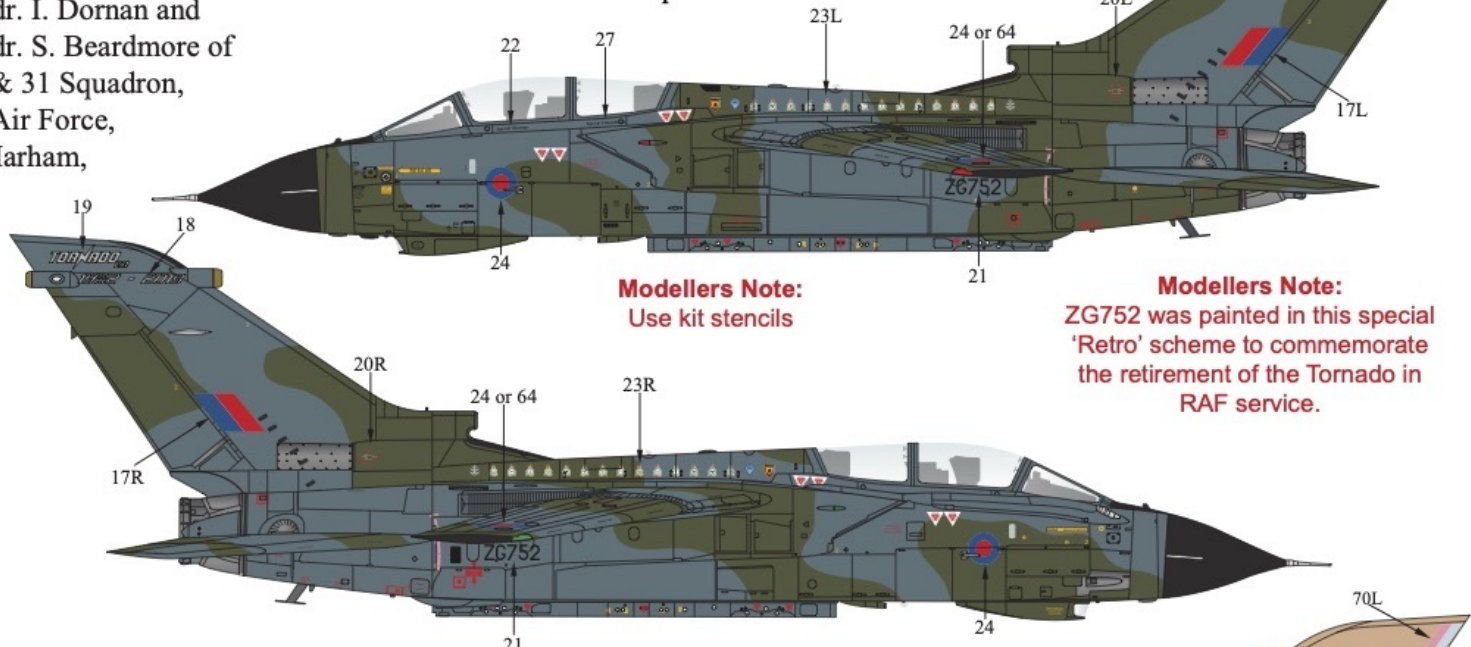 dr. I. Dornan and
dr. S. Beardmore of
& 31 Squadron,
Air Force,
Marham,
22
27
23L
24 or 64
20L
17L
ZG752
24
21
19
18
TORNADO
Modellers Note:
Use kit stencils
Modellers Note:
ZG752 was painted in this special
‘Retro’ scheme to commemorate
the retirement of the Tornado in
RAF service.
20R
24 or 64
23R
17R
ZG752
21
24
70L